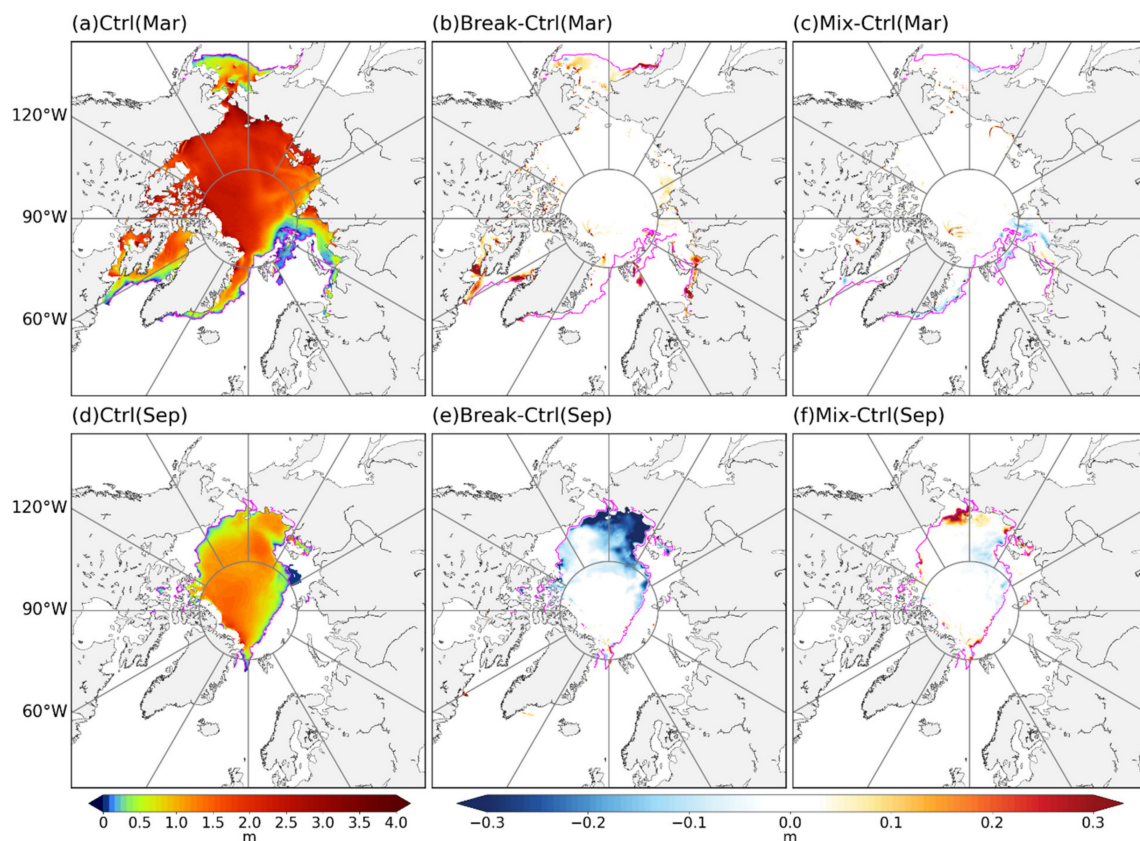 (a)Ctrl(Mar) (b)Break-Ctrl(Mar) (c)Mix-Ctrl(Mar)
120°W
90°W
60°W
(d)Ctrl(Sep) (e)Break-Ctrl(Sep) (f)Mix-Ctrl(Sep)
120°W
90°W
60°W
0 0.5 1.0 1.5 2.0 2.5 3.0 3.5 4.0 −0.3 −0.2 −0.1 0.0 0.1 0.2 0.3
m m